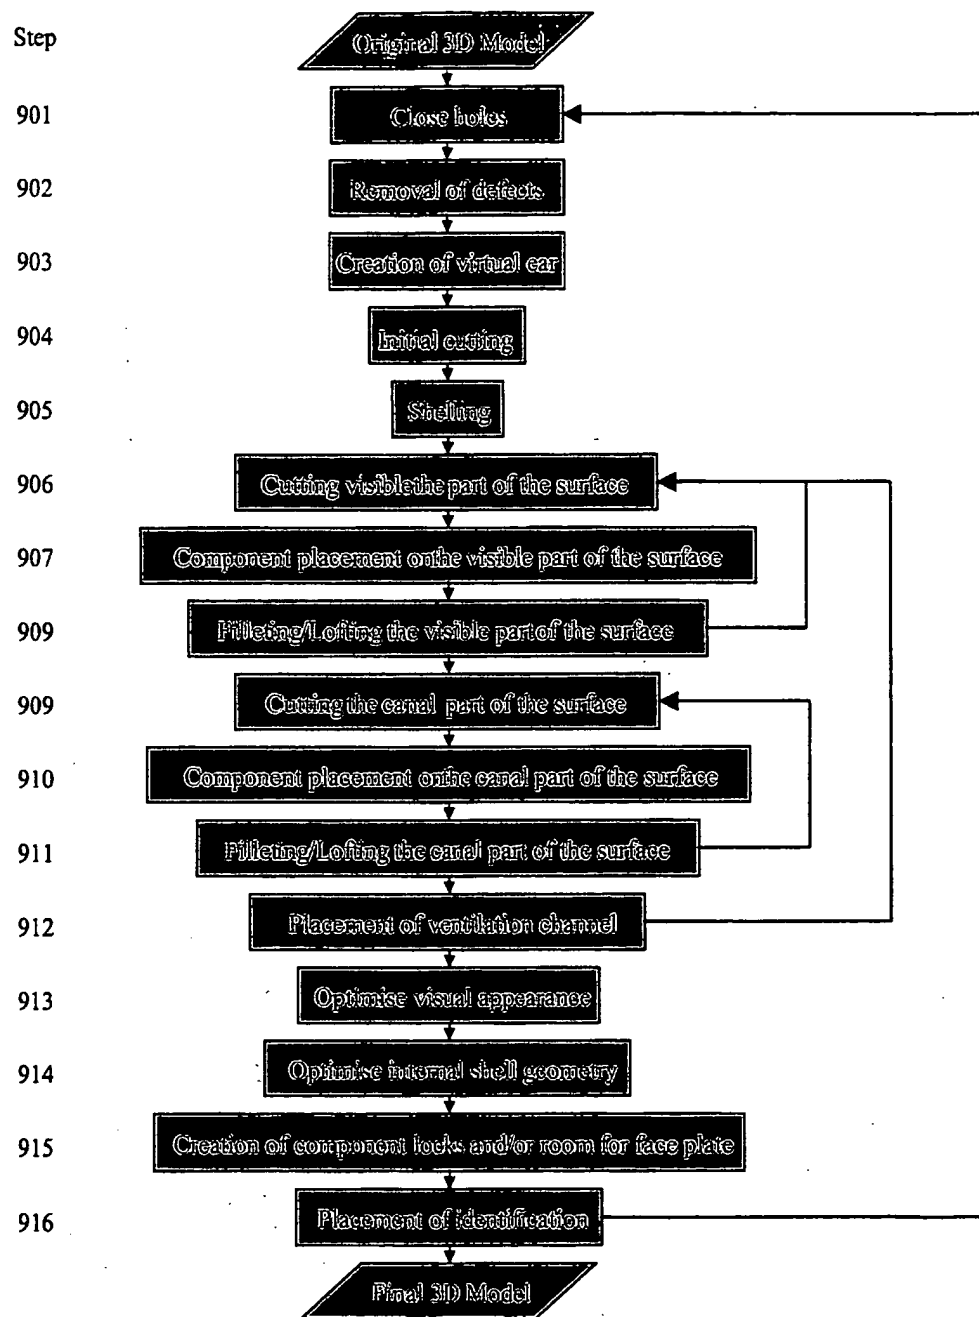 Step
Original 3D Model
901
Close holes
902
Removal of defects
903
Creation of virtual ear
904
Initial cutting
905
Shelling
906
Cutting visiblethe part of the surface
907
Component placement onthe visible part of the surface
909
Filleting/Lofting the visible part of the surface
909
Cutting the canal part of the surface
910
Component placement onthe canal part of the surface
911
Filleting/Lofting the canal part of the surface
912
Placement of ventilation channel
913
Optimise visual appearance
914
Optimise internal shell geometry
915
Creation of component locks and/or room for face plate
916
Placement of identification
Final 3D Model